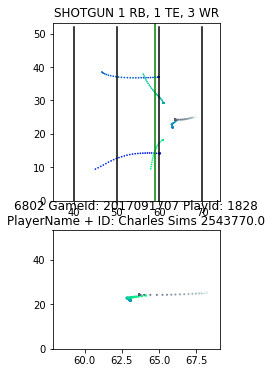 SHOTGUN 1 RB, 1 TE, 3 WR
50
40
30
20
10
0
40 50 60 70
6802 GameId: 2017091707 PlayId: 1828
PlayerName + ID: Charles Sims 2543770.0
40
20
0
60.0 62.5 65.0 67.5